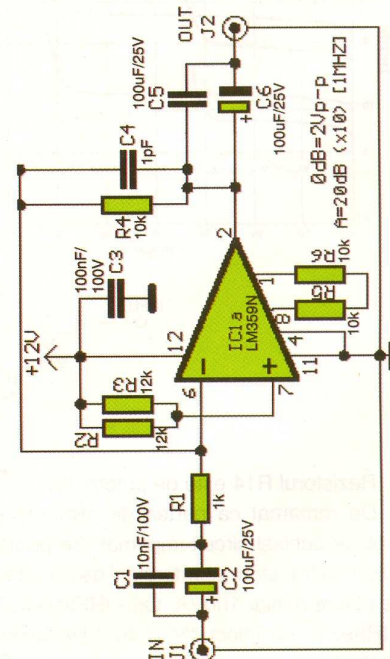 IN
J1
C1
10nF/100V
C2
100uF/25V
+
R1
1k
+12V
R2
12k
R3
12k
100nF/
100V
C3
R4
10k
C4
1pF
6
7
12
-
+
IC1a
LM359N
2
1
8
4
11
R5
10k
R6
10k
100uF/25V
C5
C6
+
100uF/25V
OUT
J2
0dB=2Vp-p
A=20dB (x10) [1MHZ]